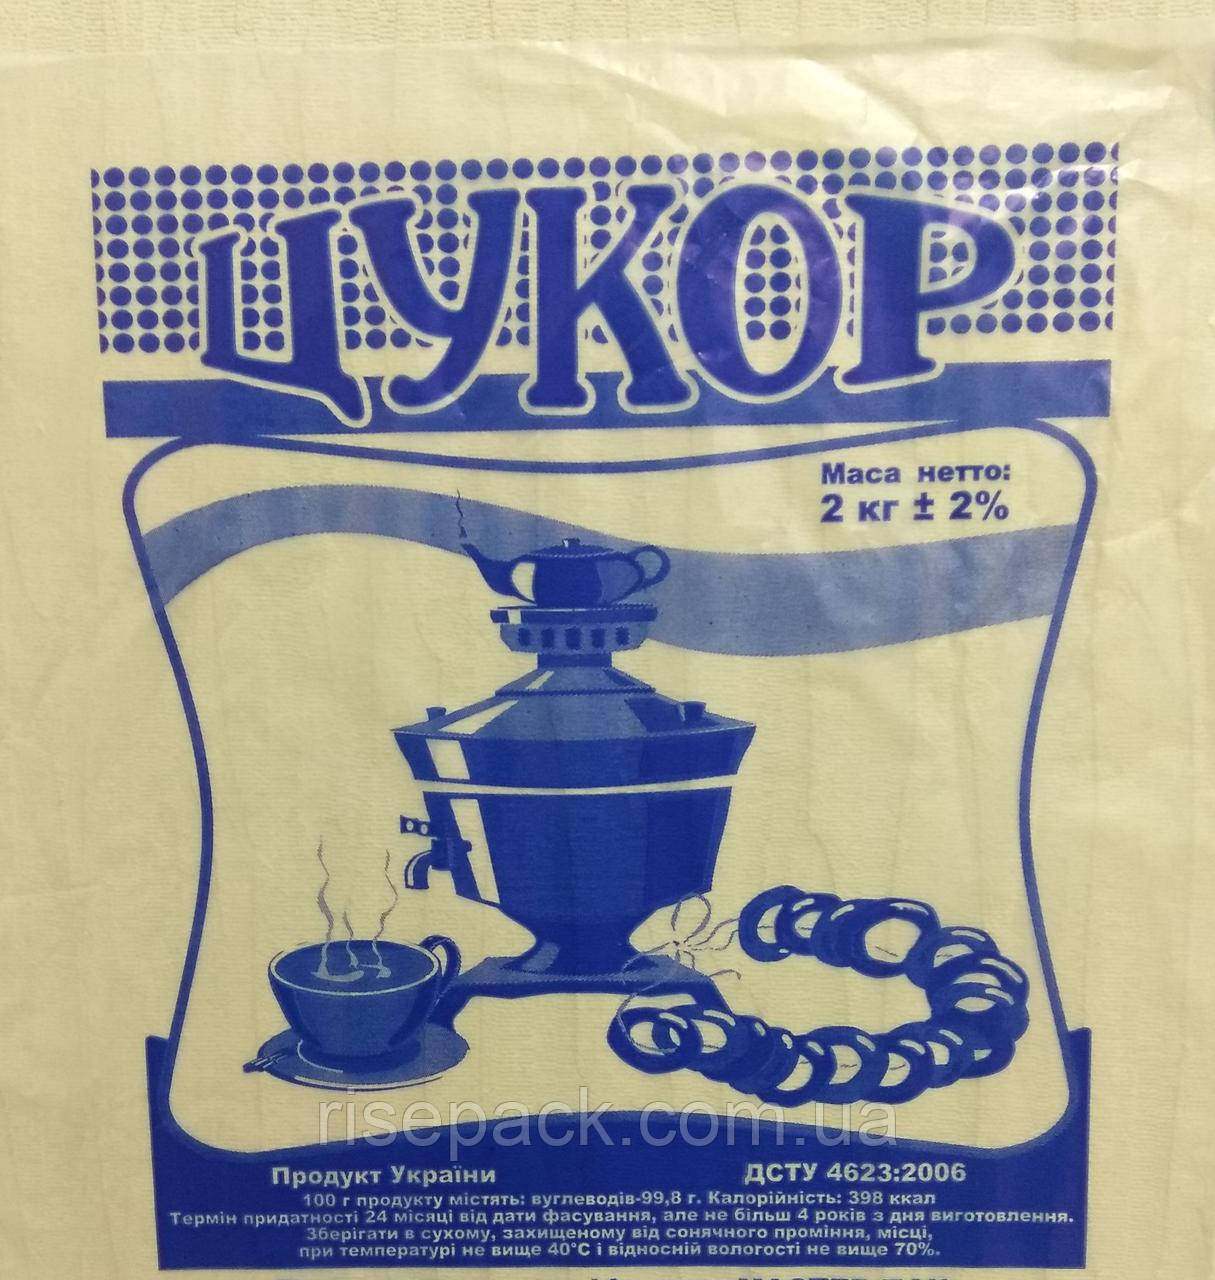 ЦУКОР
Маса нетто:
2 кг ± 2%
risepack.com.ua
Продукт України
ДСТУ 4623:2006
100 г продукту містять: вуглеводів-99,8 г. Калорійність: 398 ккал
Термін придатності 24 місяці від дати фасування, але не більш 4 років з дня виготовлення.
Зберігати в сухому, захищеному від сонячного проміння, місці,
при температурі не вище 40°С і відносній вологості не вище 70%.